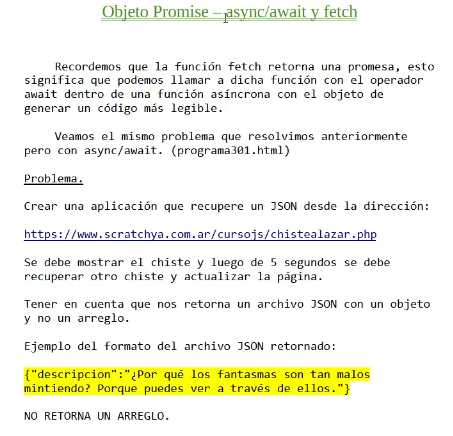 Objeto Promise – async/await y fetch
Recordemos que la función fetch retorna una promesa, esto
significa que podemos llamar a dicha función con el operador
await dentro de una función asíncrona con el objeto de
generar un código más legible.
Veamos el mismo problema que resolvimos anteriormente
pero con async/await. (programa301.html)
Problema.
Crear una aplicación que recupere un JSON desde la dirección:
https://www.scratchya.com.ar/cursojs/chistealazar.php
Se debe mostrar el chiste y luego de 5 segundos se debe
recuperar otro chiste y actualizar la página.
Tener en cuenta que nos retorna un archivo JSON con un objeto
y no un arreglo.
Ejemplo del formato del archivo JSON retornado:
{"descripcion":"¿Por qué los fantasmas son tan malos
mintiendo? Porque puedes ver a través de ellos."}
NO RETORNA UN ARREGLO.